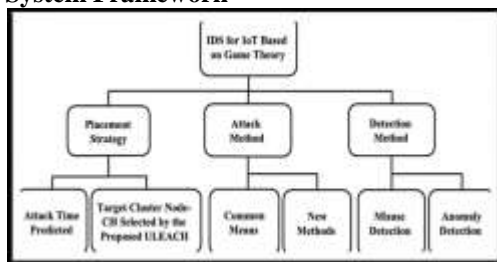 System Framework
IDS for IoT Based
on Game Theory
Placement
Strategy
Attack
Method
Detection
Method
Attack Time
Predicted
Target Cluster Node-
CH Selected by the
Proposed ULEACH
Common
Means
New
Methods
Misuse
Detection
Anomaly
Detection